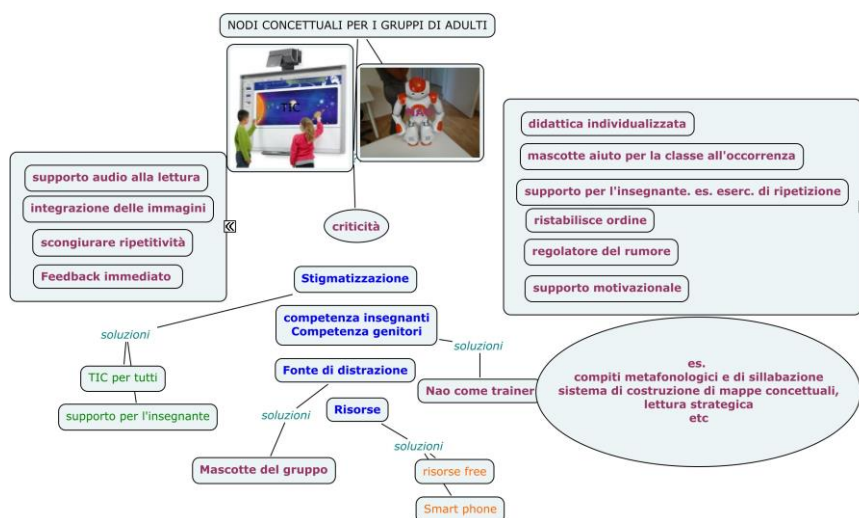 NODI CONCETTUALI PER I GRUPPI DI ADULTI
TIC
supporto audio alla lettura
integrazione delle immagini
scongiurare ripetitività
Feedback immediato
criticità
didattica individualizzata
mascotte aiuto per la classe all'occorrenza
supporto per l'insegnante. es. eserc. di ripetizione
ristabilisce ordine
regolatore del rumore
supporto motivazionale
Stigmatizzazione
soluzioni
TIC per tutti
supporto per l'insegnante
competenza insegnanti
Competenza genitori
soluzioni
Nao come trainer
Fonte di distrazione
soluzioni
Mascotte del gruppo
Risorse
soluzioni
risorse free
Smart phone
es.
compiti metafonologici e di sillabazione
sistema di costruzione di mappe concettuali,
lettura strategica
etc